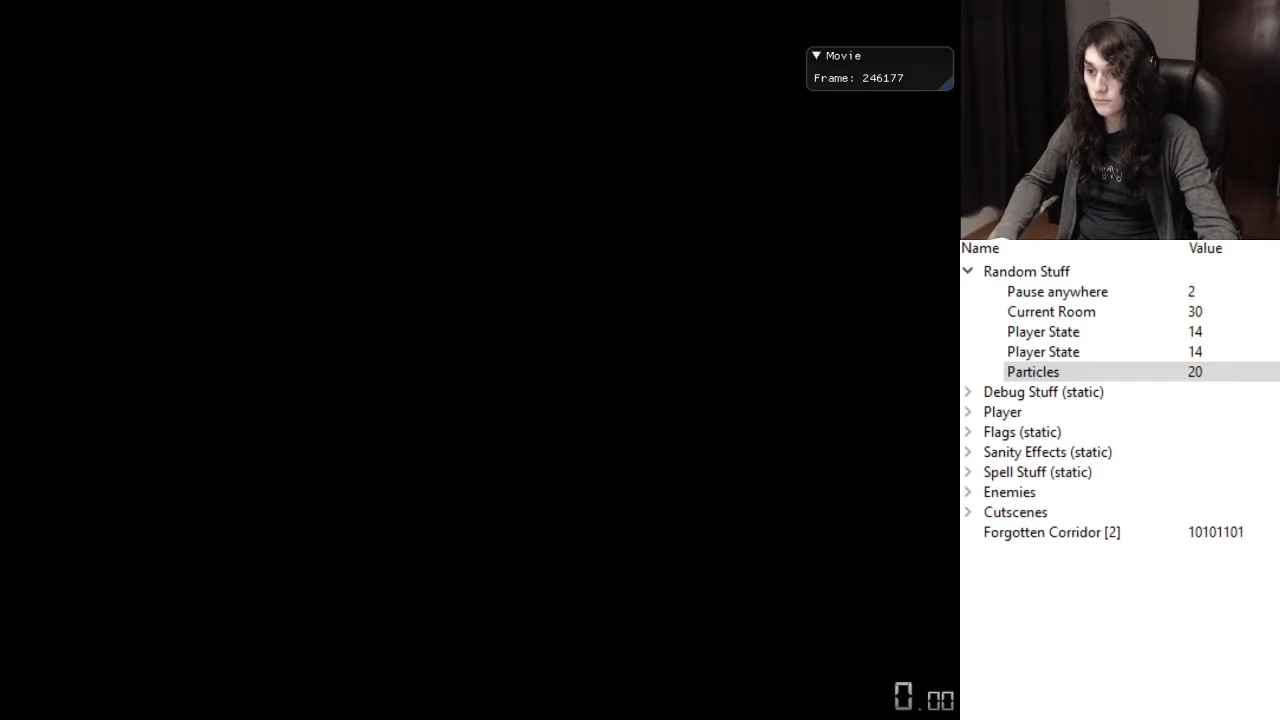 Movie
Frame: 246177
Name Value
Random Stuff
Pause anywhere 2
Current Room 30
Player State 14
Player State 14
Particles 20
Debug Stuff (static)
Player
Flags (static)
Sanity Effects (static)
Spell Stuff (static)
Enemies
Cutscenes
Forgotten Corridor [2] 10101101
0.00